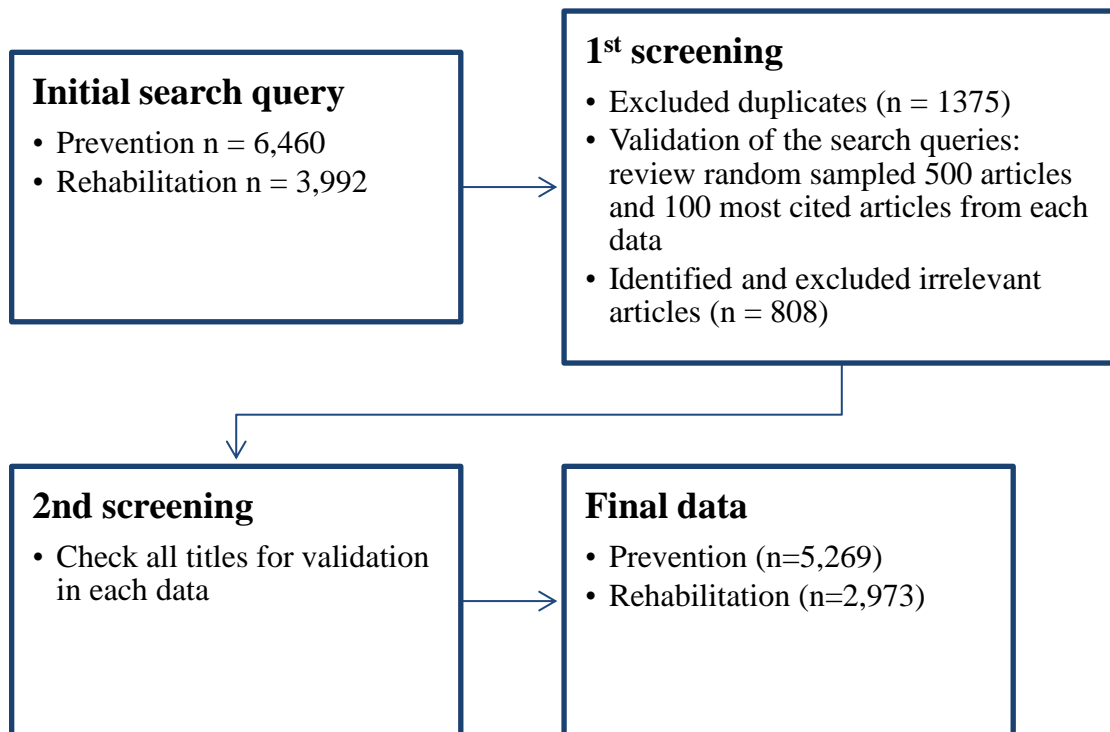 Initial search query
• Prevention n = 6,460
• Rehabilitation n = 3,992
1st screening
• Excluded duplicates (n = 1375)
• Validation of the search queries:
review random sampled 500 articles
and 100 most cited articles from each
data
• Identified and excluded irrelevant
articles (n = 808)
2nd screening
• Check all titles for validation
in each data
Final data
• Prevention (n=5,269)
• Rehabilitation (n=2,973)